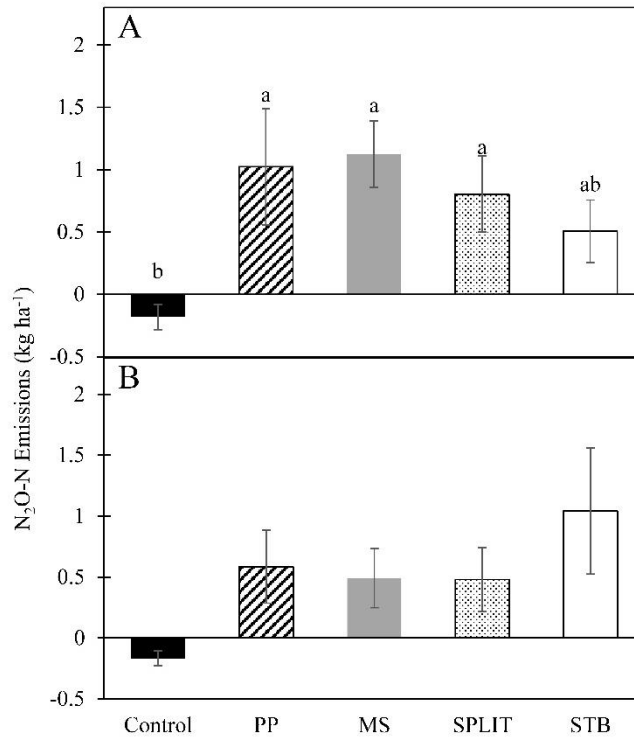 A
2
1.5
1
0.5
0
-0.5
b
a
a
a
ab
B
2
1.5
1
0.5
0
-0.5
N₂O-N Emissions (kg ha⁻¹)
Control PP MS SPLIT STB